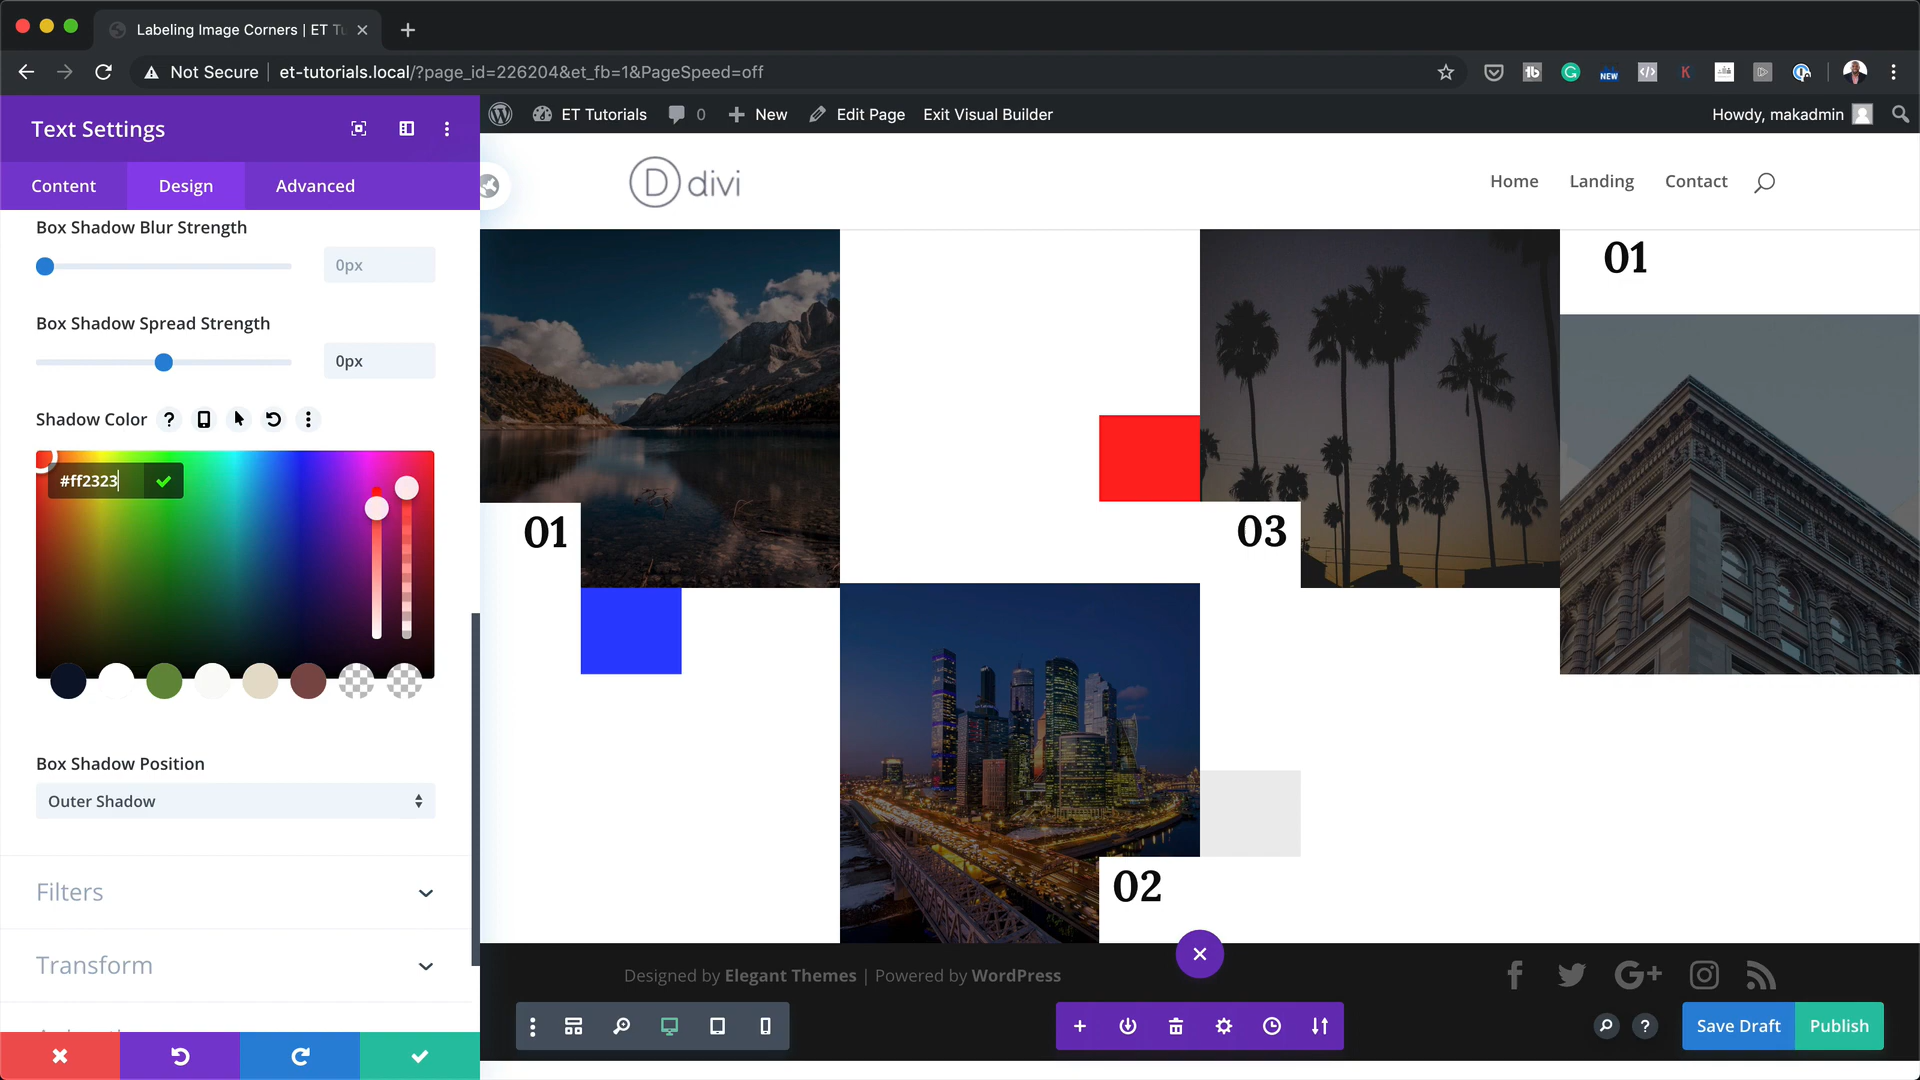 Labeling Image Corners | ET Tu
Not Secure | et-tutorials.local/?page_id=226204&et_fb=1&PageSpeed=off
NEW
Text Settings
ET Tutorials
0
New
Edit Page
Exit Visual Builder
Howdy, makadmin
Content
Design
Advanced
divi
Home
Landing
Contact
Box Shadow Blur Strength
0px
Box Shadow Spread Strength
0px
Shadow Color
#ff2323
Box Shadow Position
Outer Shadow
Filters
Transform
01
01
03
02
Designed by Elegant Themes | Powered by WordPress
Save Draft
Publish